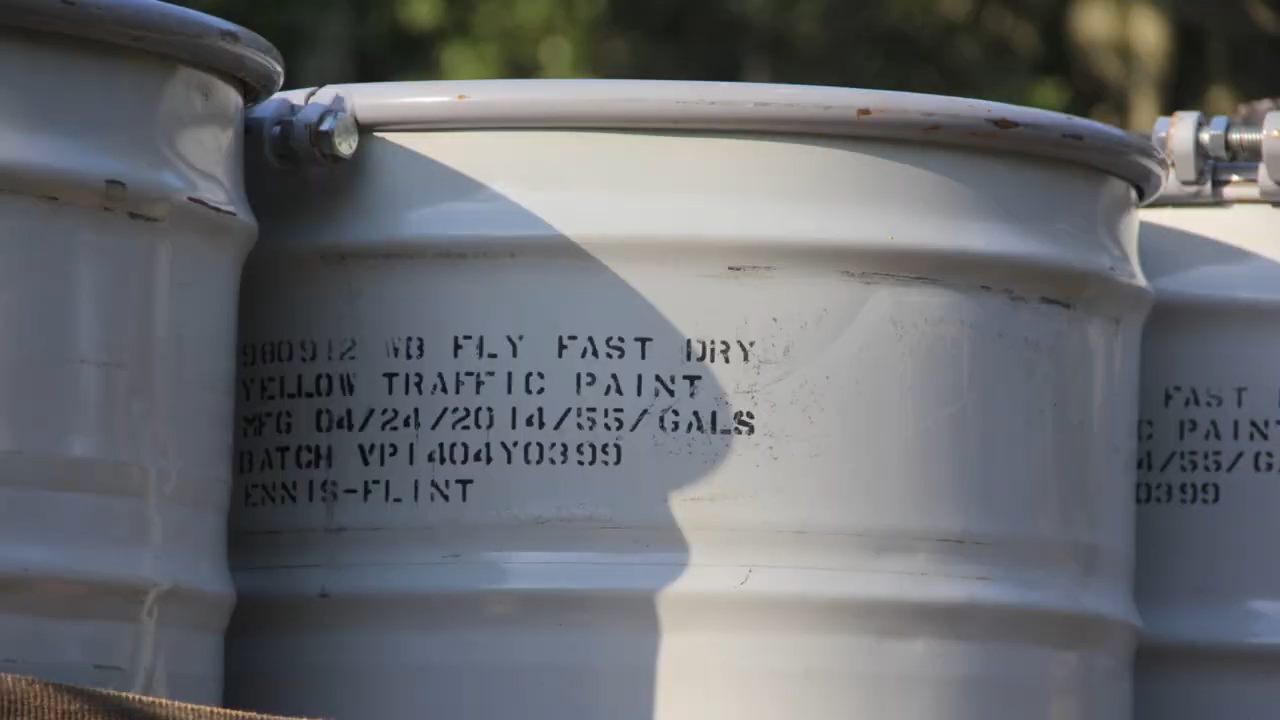 980912 WB FLY FAST DRY
YELLOW TRAFFIC PAINT
MFG 04/24/2014/55/GALS
BATCH VP1404Y0399
ENNIS-FLINT
FAST
C PAINT
4/55/G
0399